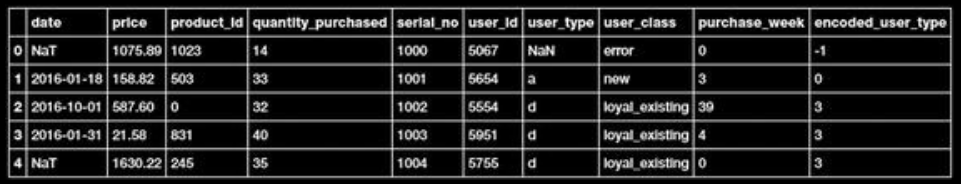 date price product_id quantity_purchased serial_no user_id user_type user_class purchase_week encoded_user_type
0 NaT 1075.89 1023 14 1000 5067 NaN error 0 -1
1 2016-01-18 158.82 503 33 1001 5654 a new 3 0
2 2016-10-01 587.60 0 32 1002 5554 d loyal_existing 39 3
3 2016-01-31 21.58 831 40 1003 5951 d loyal_existing 4 3
4 NaT 1630.22 245 35 1004 5755 d loyal_existing 0 3